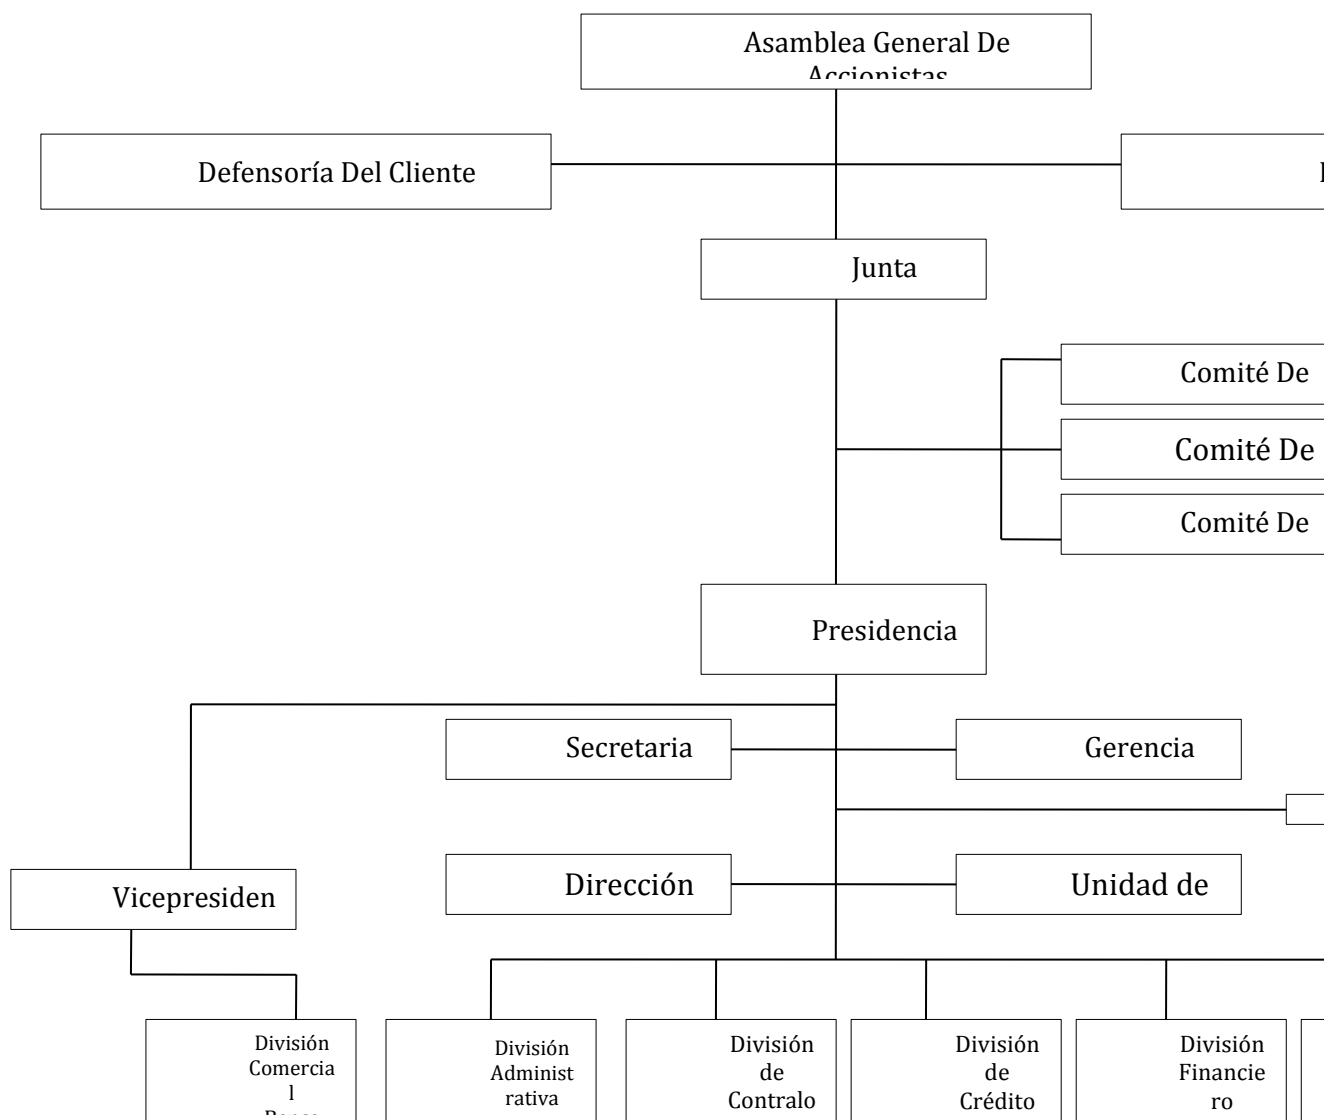 Asamblea General De
Accionistas
Defensoría Del Cliente
Junta
Comité De
Comité De
Comité De
Presidencia
Secretaria
Gerencia
Dirección
Unidad de
Vicepresiden
División
Comercia
l
División
Administ
rativa
División
de
Contralo
División
de
Crédito
División
Financie
ro